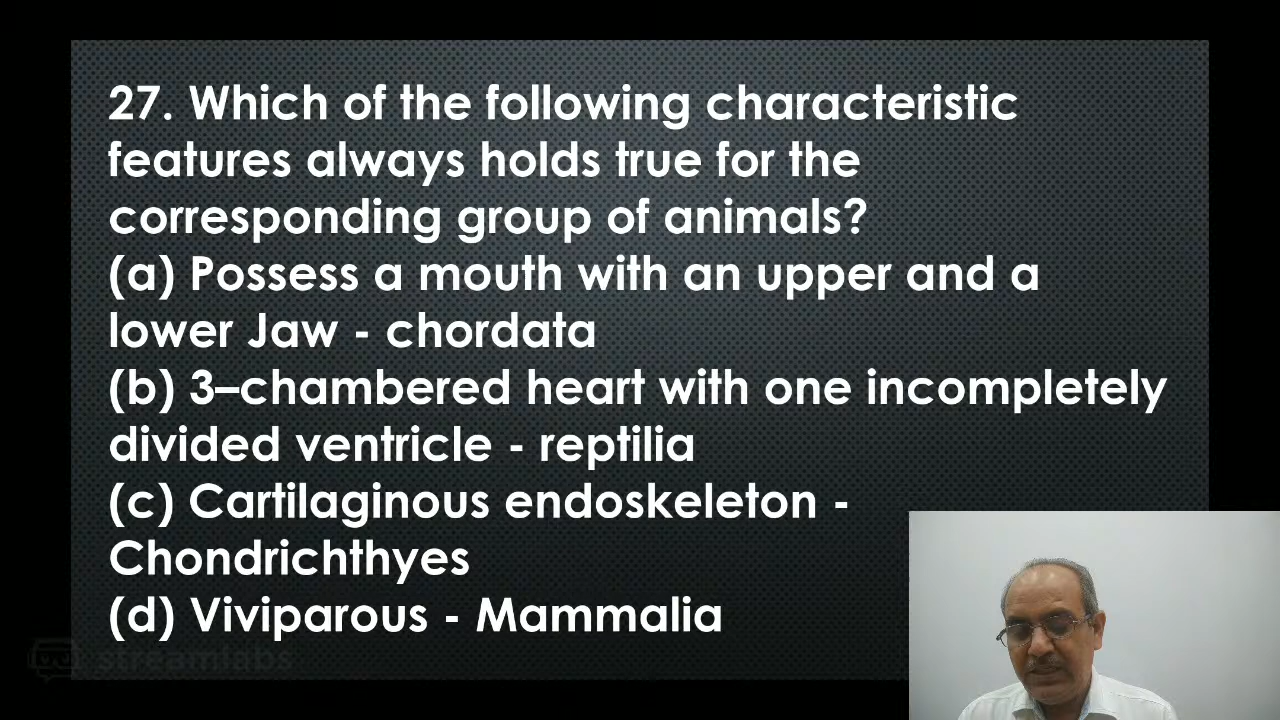 27. Which of the following characteristic
features always holds true for the
corresponding group of animals?
(a) Possess a mouth with an upper and a
lower Jaw - chordata
(b) 3–chambered heart with one incompletely
divided ventricle - reptilia
(c) Cartilaginous endoskeleton -
Chondrichthyes
(d) Viviparous - Mammalia
streamlabs